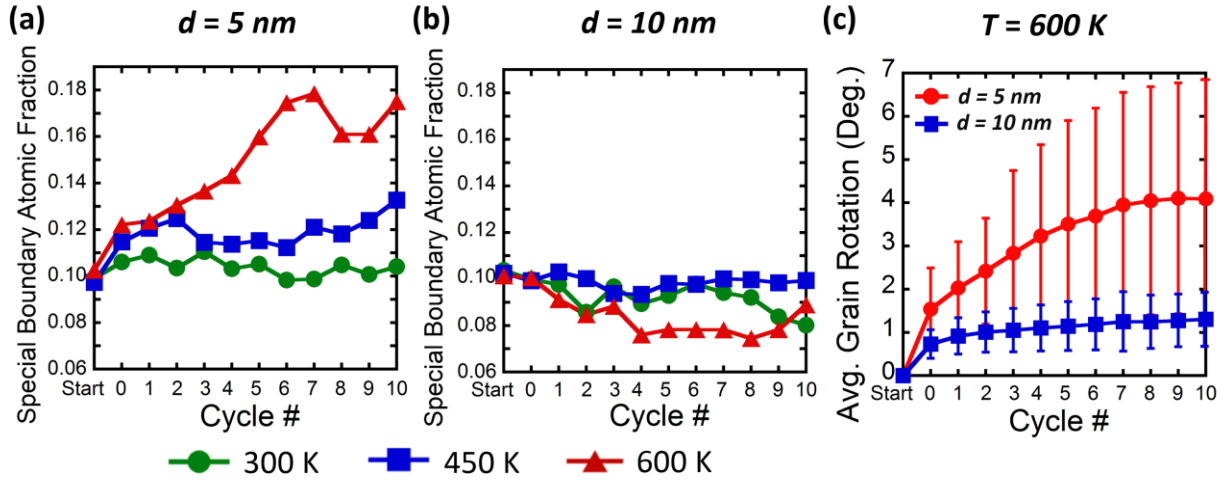 (a)
d = 5 nm
Special Boundary Atomic Fraction
0.18
0.16
0.14
0.12
0.10
0.08
0.06
Start 0 1 2 3 4 5 6 7 8 9 10
Cycle #
(b)
d = 10 nm
Special Boundary Atomic Fraction
0.18
0.16
0.14
0.12
0.10
0.08
0.06
Start 0 1 2 3 4 5 6 7 8 9 10
Cycle #
(c)
T = 600 K
Avg. Grain Rotation (Deg.)
7
6
5
4
3
2
1
0
d = 5 nm
d = 10 nm
Start 0 1 2 3 4 5 6 7 8 9 10
Cycle #
300 K 450 K 600 K